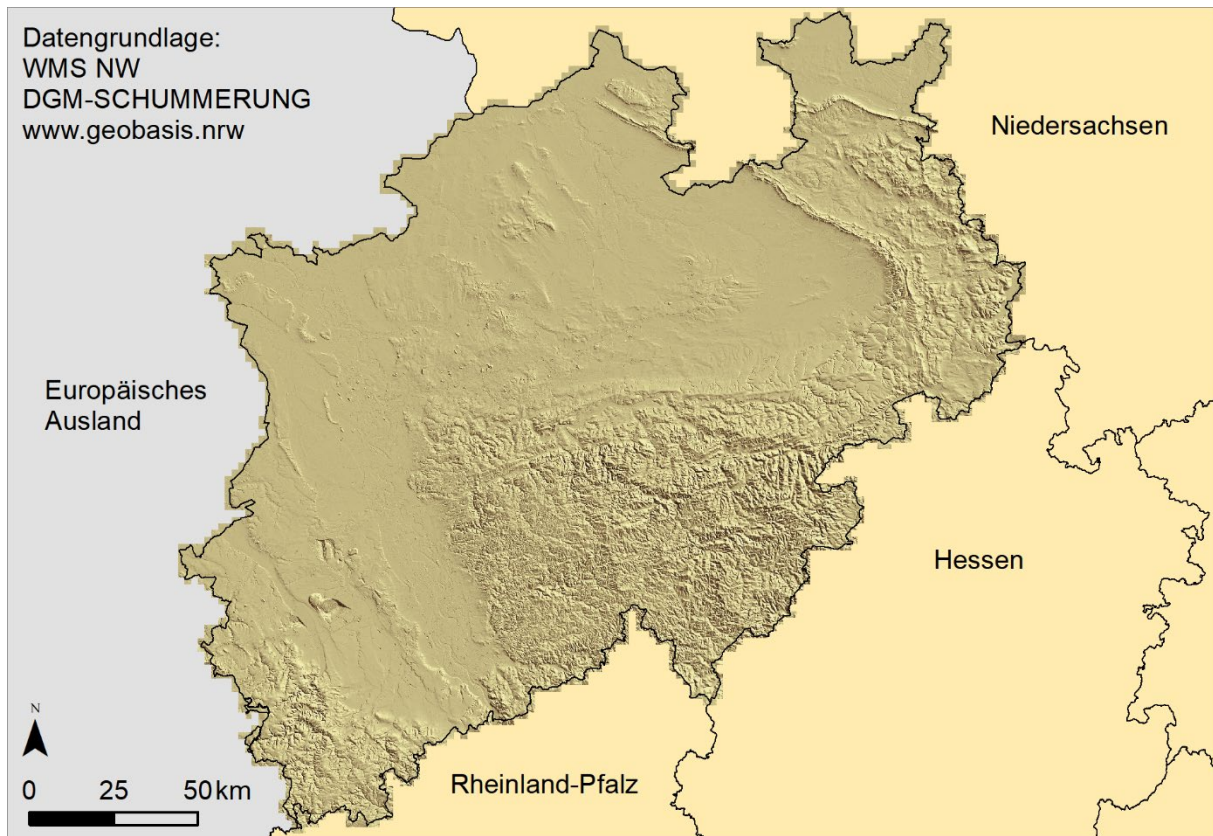 Datengrundlage:
WMS NW
DGM-SCHUMMERUNG
www.geobasis.nrw
Niedersachsen
Europäisches
Ausland
Hessen
N
0 25 50 km
Rheinland-Pfalz